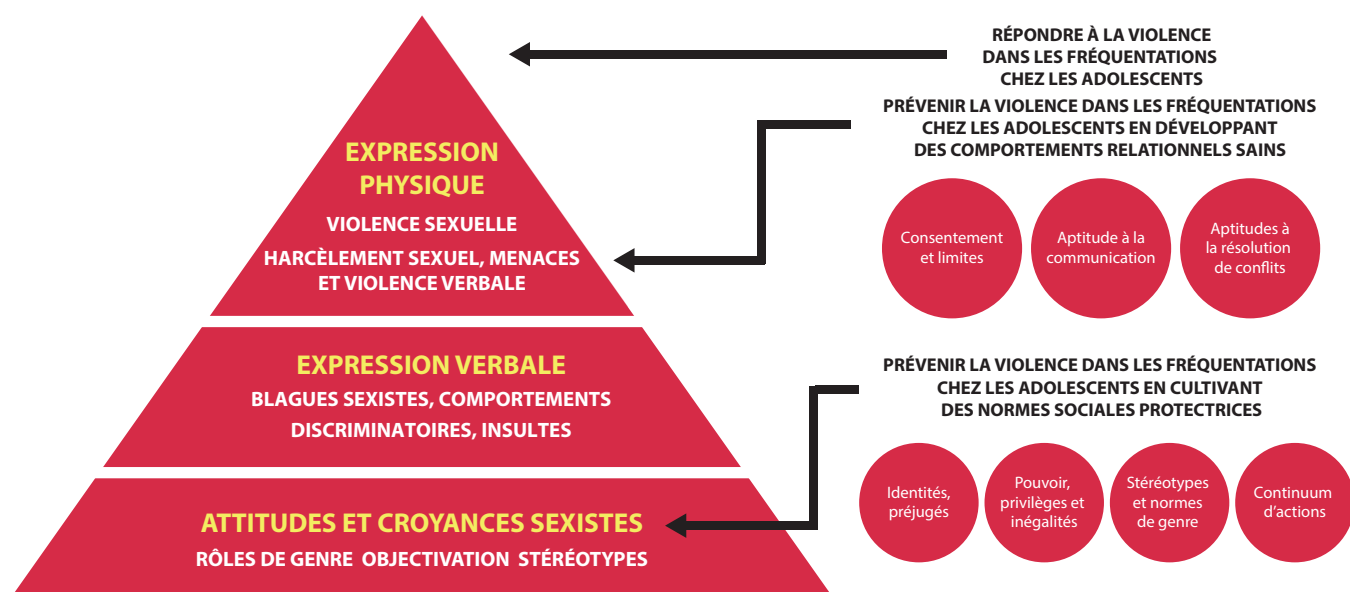 EXPRESSION
PHYSIQUE
VIOLENCE SEXUELLE
HARCÈLEMENT SEXUEL, MENACES
ET VIOLENCE VERBALE
EXPRESSION VERBALE
BLAGUES SEXISTES, COMPORTEMENTS
DISCRIMINATOIRES, INSULTES
ATTITUDES ET CROYANCES SEXISTES
RÔLES DE GENRE OBJECTIVATION STÉRÉOTYPES
RÉPONDRE À LA VIOLENCE
DANS LES FRÉQUENTATIONS
CHEZ LES ADOLESCENTS
PRÉVENIR LA VIOLENCE DANS LES FRÉQUENTATIONS
CHEZ LES ADOLESCENTS EN DÉVELOPPANT
DES COMPORTEMENTS RELATIONNELS SAINS
Consentement
et limites
Aptitude à la
communication
Aptitudes à
la résolution
de conflits
PRÉVENIR LA VIOLENCE DANS LES FRÉQUENTATIONS
CHEZ LES ADOLESCENTS EN CULTIVANT
DES NORMES SOCIALES PROTECTRICES
Identités,
préjugés
Pouvoir,
privilèges et
inégalités
Stéréotypes
et normes
de genre
Continuum
d'actions